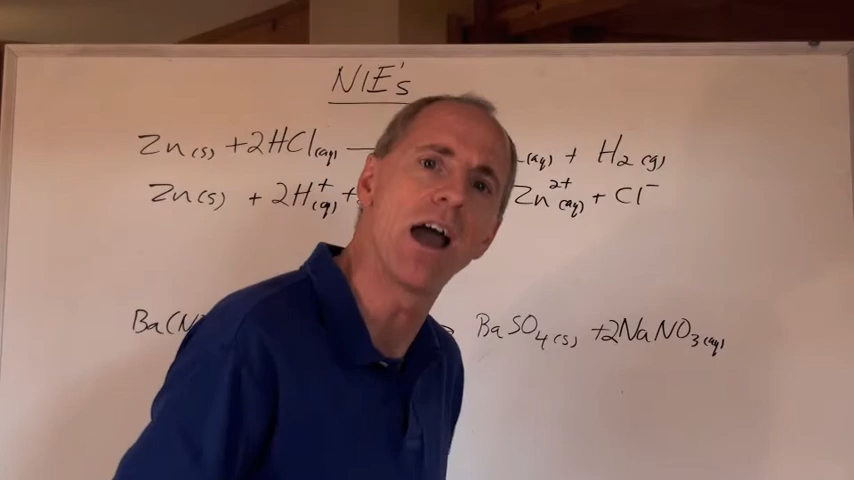 NIE's
Zn(s) + 2HCl(aq) — (aq) + H2(g)
Zn(s) + 2H+(aq) + Zn2+(aq) + Cl−
Ba(N BaSO4(s) + 2NaNO3(aq)